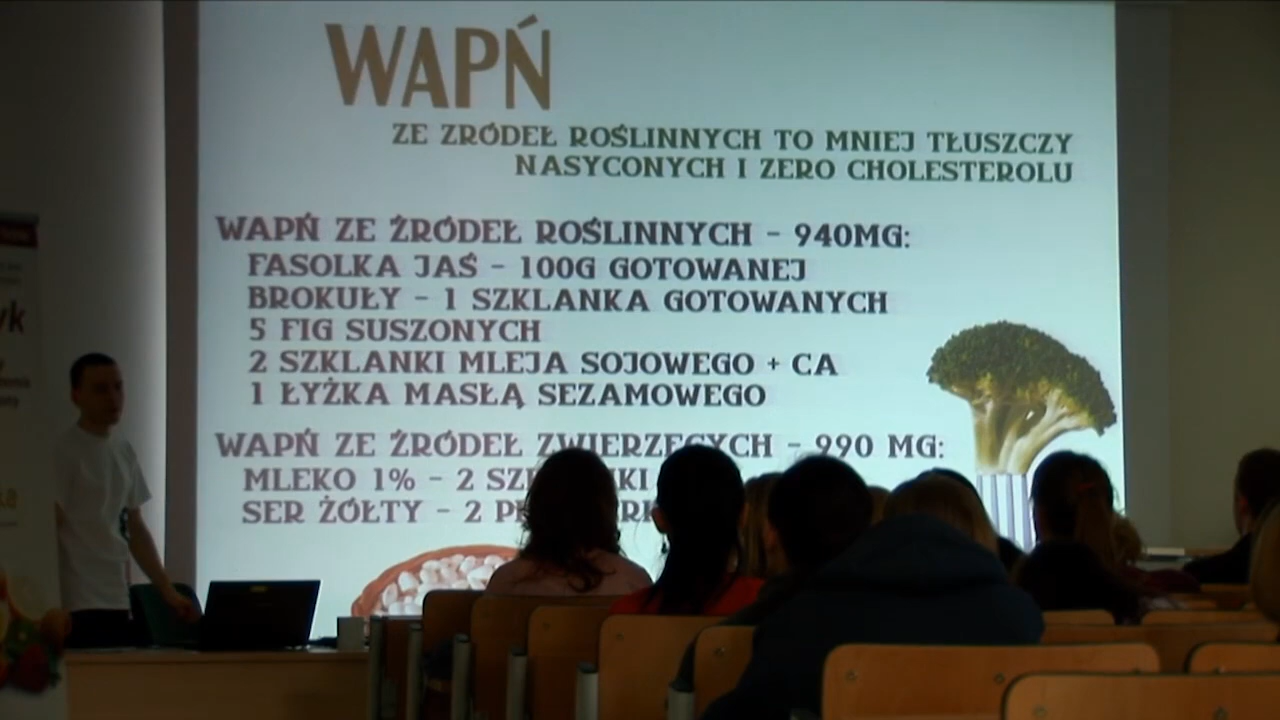 WAPŃ
ZE ZRÓDEŁ ROŚLINNYCH TO MNIEJ TŁUSZCZY
NASYCONYCH I ZERO CHOLESTEROLU
WAPŃ ZE ŹRÓDEŁ ROŚLINNYCH - 940MG:
FASOLKA JAŚ - 100G GOTOWANEJ
BROKUŁY - 1 SZKLANKA GOTOWANYCH
5 FIG SUSZONYCH
2 SZKLANKI MLEJA SOJOWEGO + CA
1 ŁYŻKA MASŁĄ SEZAMOWEGO
WAPŃ ZE ŹRÓDEŁ ZWIERZĘCYCH - 990 MG:
MLEKO 1% - 2
SER ŻÓŁTY - 2